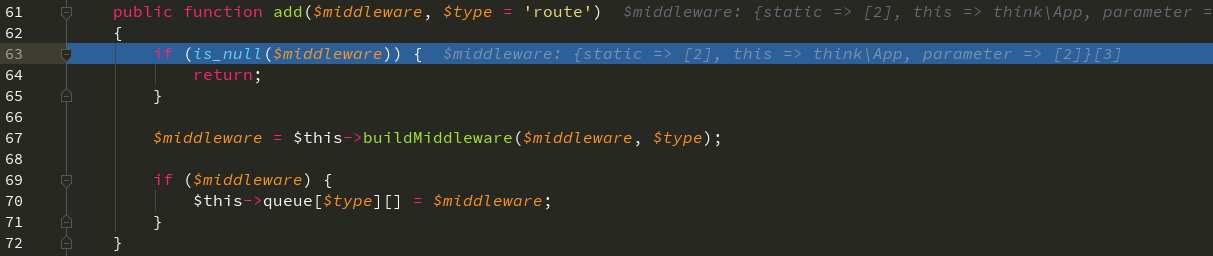 61 public function add($middleware, $type = 'route') $middleware: {static => [2], this => think\App, parameter =
62 {
63 if (is_null($middleware)) { $middleware: {static => [2], this => think\App, parameter => [2]}[3]
64 return;
65 }
66
67 $middleware = $this->buildMiddleware($middleware, $type);
68
69 if ($middleware) {
70 $this->queue[$type][] = $middleware;
71 }
72 }